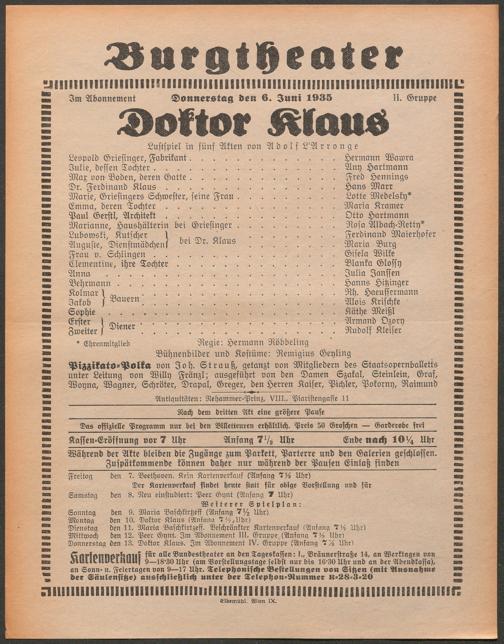 Burgtheater
Im Abonnement Donnerstag den 6. Juni 1935 II. Gruppe
Doktor Klaus
Lustspiel in fünf Akten von Adolf L'Arronge
Leopold Griesinger, Fabrikant . . . Hermann Wawra
Julie, dessen Tochter . . . Any Hartmann
Max von Boden, deren Gatte . . . Fred Hennings
Dr. Ferdinand Klaus . . . Hans Marr
Marie, Griesingers Schwester, seine Frau . . . Lotte Medelsky*
Emma, deren Tochter . . . Maria Kramer
Paul Gerstl, Architekt . . . Otto Hartmann
Marianne, Haushälterin bei Griesinger . . . Rosa Albach-Retty*
Lubowski, Kutscher } bei Dr. Klaus . . . Ferdinand Maierhofer
Auguste, Dienstmädchen } . . . Maria Burg
Frau v. Schlingen . . . Gisela Wilke
Clementine, ihre Tochter . . . Blanka Glossy
Anna . . . Julia Janssen
Behrmann . . . Hanns Hitzinger
Kolmar } Bauern . . . Rh. Haeussermann
Jakob } . . . Alois Krischke
Sophie . . . Käthe Meißl
Erster } Diener . . . Armand Ozory
Zweiter } . . . Rudolf Kleiser
* Ehrenmitglied Regie: Hermann Röbbeling
Bühnenbilder und Kostüme: Remigius Geyling
Pizzikato-Polka von Joh. Strauß, getanzt von Mitgliedern des Staatsopernballetts
unter Leitung von Willy Fränzl; ausgeführt von den Damen Szakal, Steinlein, Graf,
Woyna, Wagner, Schröter, Drapal, Greger, den Herren Kaiser, Pichler, Pokorny, Raimund
Antiquitäten: Rehammer-Prinz, VIII., Piaristengasse 11
Nach dem dritten Akt eine größere Pause
Das offizielle Programm nur bei den Billetteuren erhältlich. Preis 50 Groschen — Garderobe frei
Kassen-Eröffnung vor 7 Uhr Anfang 7½ Uhr Ende nach 10¼ Uhr
Während der Akte bleiben die Zugänge zum Parkett, Parterre und den Galerien geschlossen.
Zuspätkommende können daher nur während der Pausen Einlaß finden
Freitag den 7. Beethoven. Kein Kartenverkauf (Anfang 7½ Uhr)
Der Kartenverkauf findet heute statt für obige Vorstellung und für
Samstag den 8. Neu einstudiert: Peer Gynt (Anfang 7 Uhr)
Weiterer Spielplan:
Sonntag den 9. Maria Baschkirtzeff (Anfang 7½ Uhr)
Montag den 10. Doktor Klaus (Anfang 7½ Uhr)
Dienstag den 11. Maria Baschkirtzeff. Beschränkter Kartenverkauf (Anfang 7½ Uhr)
Mittwoch den 12. Peer Gynt. Im Abonnement III. Gruppe (Anfang 7½ Uhr)
Donnerstag den 13. Doktor Klaus. Im Abonnement IV. Gruppe (Anfang 7½ Uhr)
Kartenverkauf für alle Bundestheater an den Tageskassen: I., Bräunerstraße 14, an Werktagen von
9—18·30 Uhr (am Vorstellungstage selbst nur bis 16·30 Uhr und an der Abendkassa),
an Sonn- u. Feiertagen von 9—17 Uhr. Telephonische Bestellungen von Sitzen (mit Ausnahme
der Säulensitze) ausschließlich unter der Telephon-Nummer R-28-3-20
Elbemühl, Wien IX.